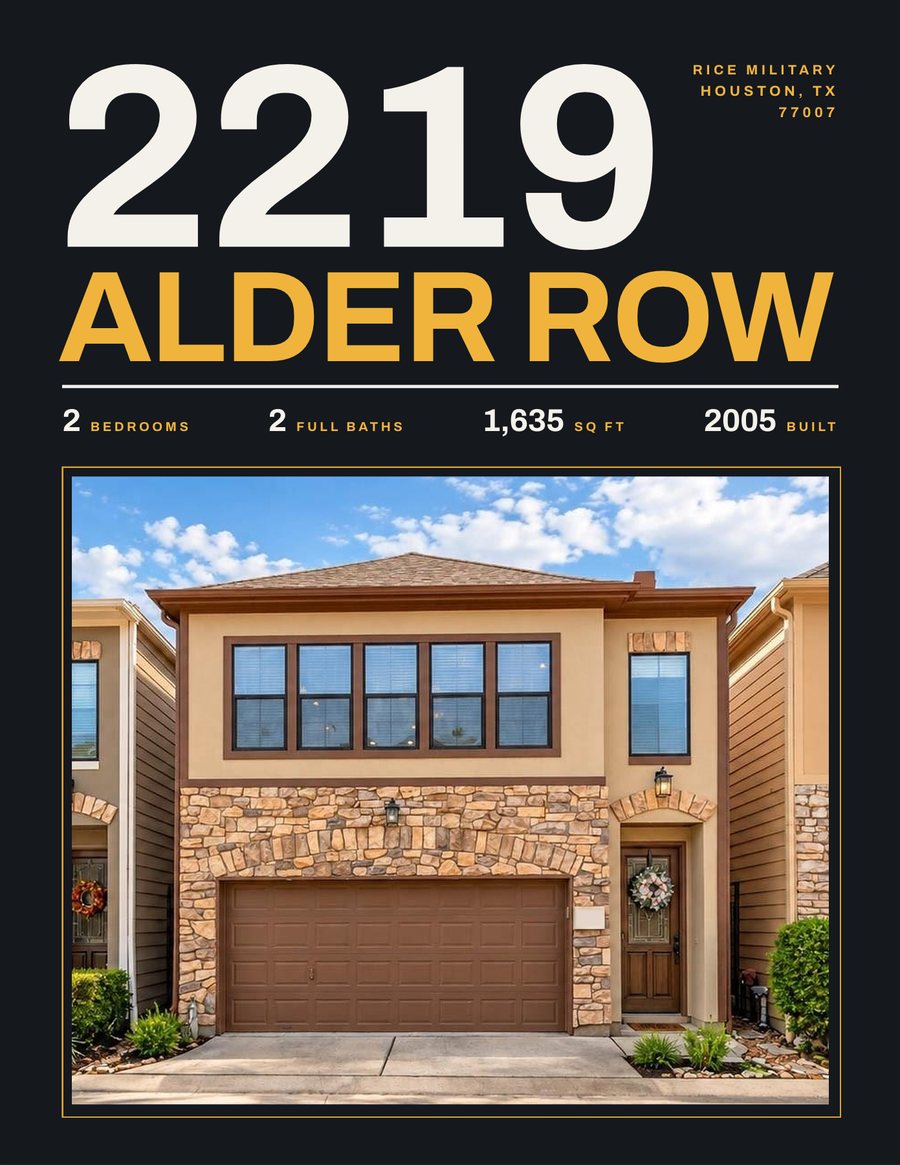 2219
RICE MILITARY
HOUSTON, TX
77007
ALDER ROW
2 BEDROOMS
2 FULL BATHS
1,635 SQ FT
2005 BUILT